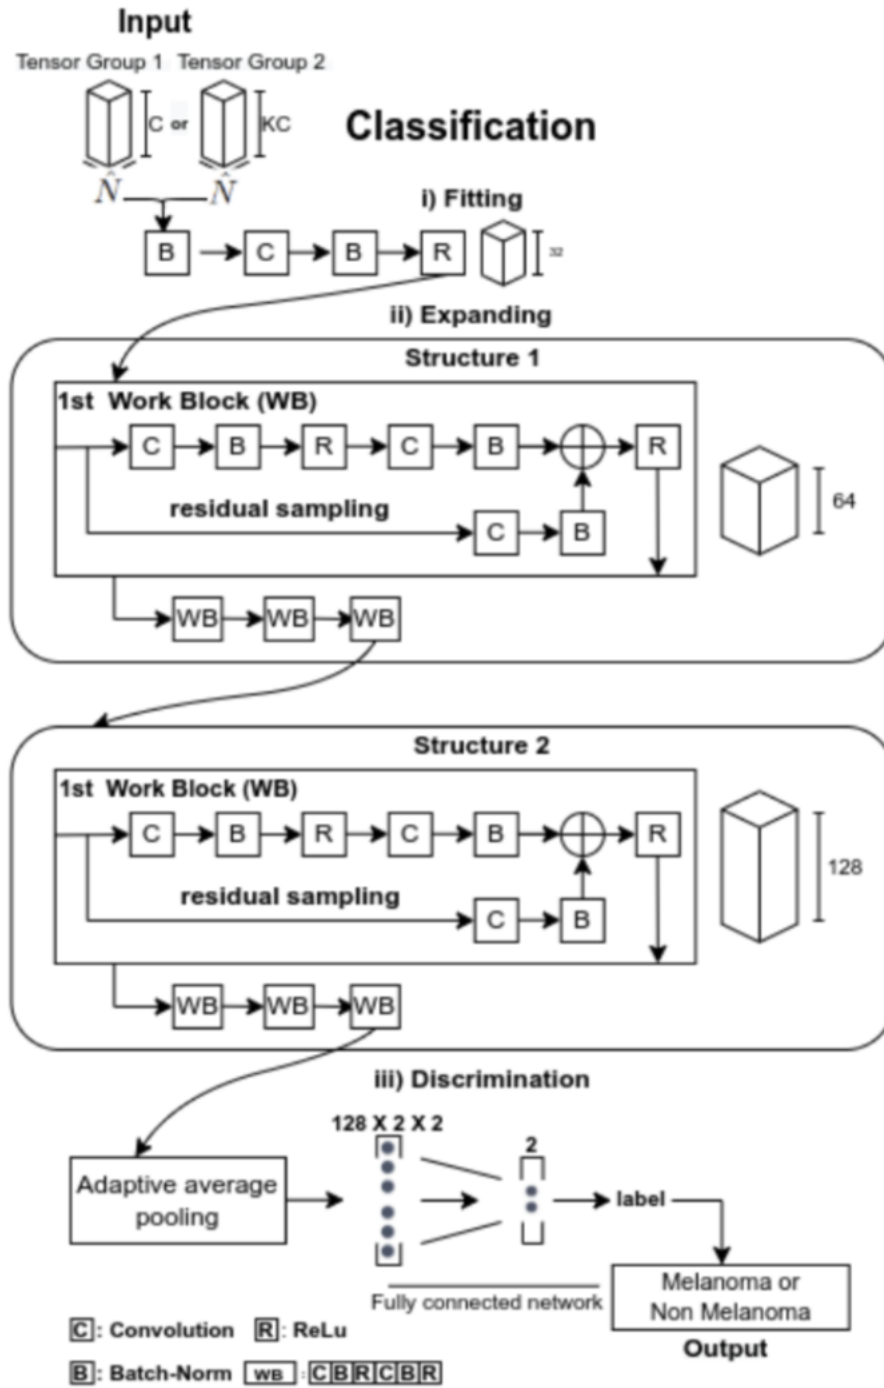 Input
Tensor Group 1 Tensor Group 2
C or KC
N̂ N̂
Classification
i) Fitting
B C B R 32
ii) Expanding
Structure 1
1st Work Block (WB)
C B R C B R
residual sampling
C B
64
WB WB WB
Structure 2
1st Work Block (WB)
C B R C B R
128
residual sampling
C B
WB WB WB
iii) Discrimination
128 X 2 X 2
2
Adaptive average
pooling
label
Fully connected network
Melanoma or
Non Melanoma
Output
C : Convolution R : ReLu
B : Batch-Norm WB : C B R C B R